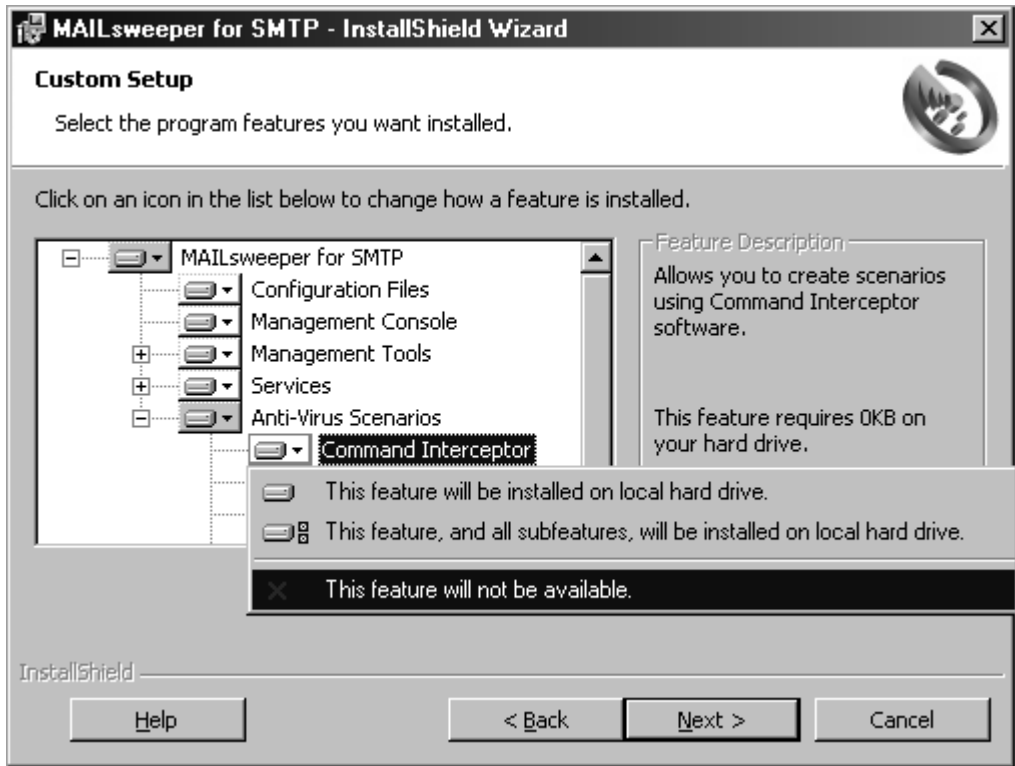 MAILsweeper for SMTP - InstallShield Wizard
Custom Setup
Select the program features you want installed.
Click on an icon in the list below to change how a feature is installed.
MAILsweeper for SMTP
Configuration Files
Management Console
Management Tools
Services
Anti-Virus Scenarios
Command Interceptor
Feature Description
Allows you to create scenarios
using Command Interceptor
software.
This feature requires 0KB on
your hard drive.
This feature will be installed on local hard drive.
This feature, and all subfeatures, will be installed on local hard drive.
This feature will not be available.
InstallShield
Help
< Back
Next >
Cancel